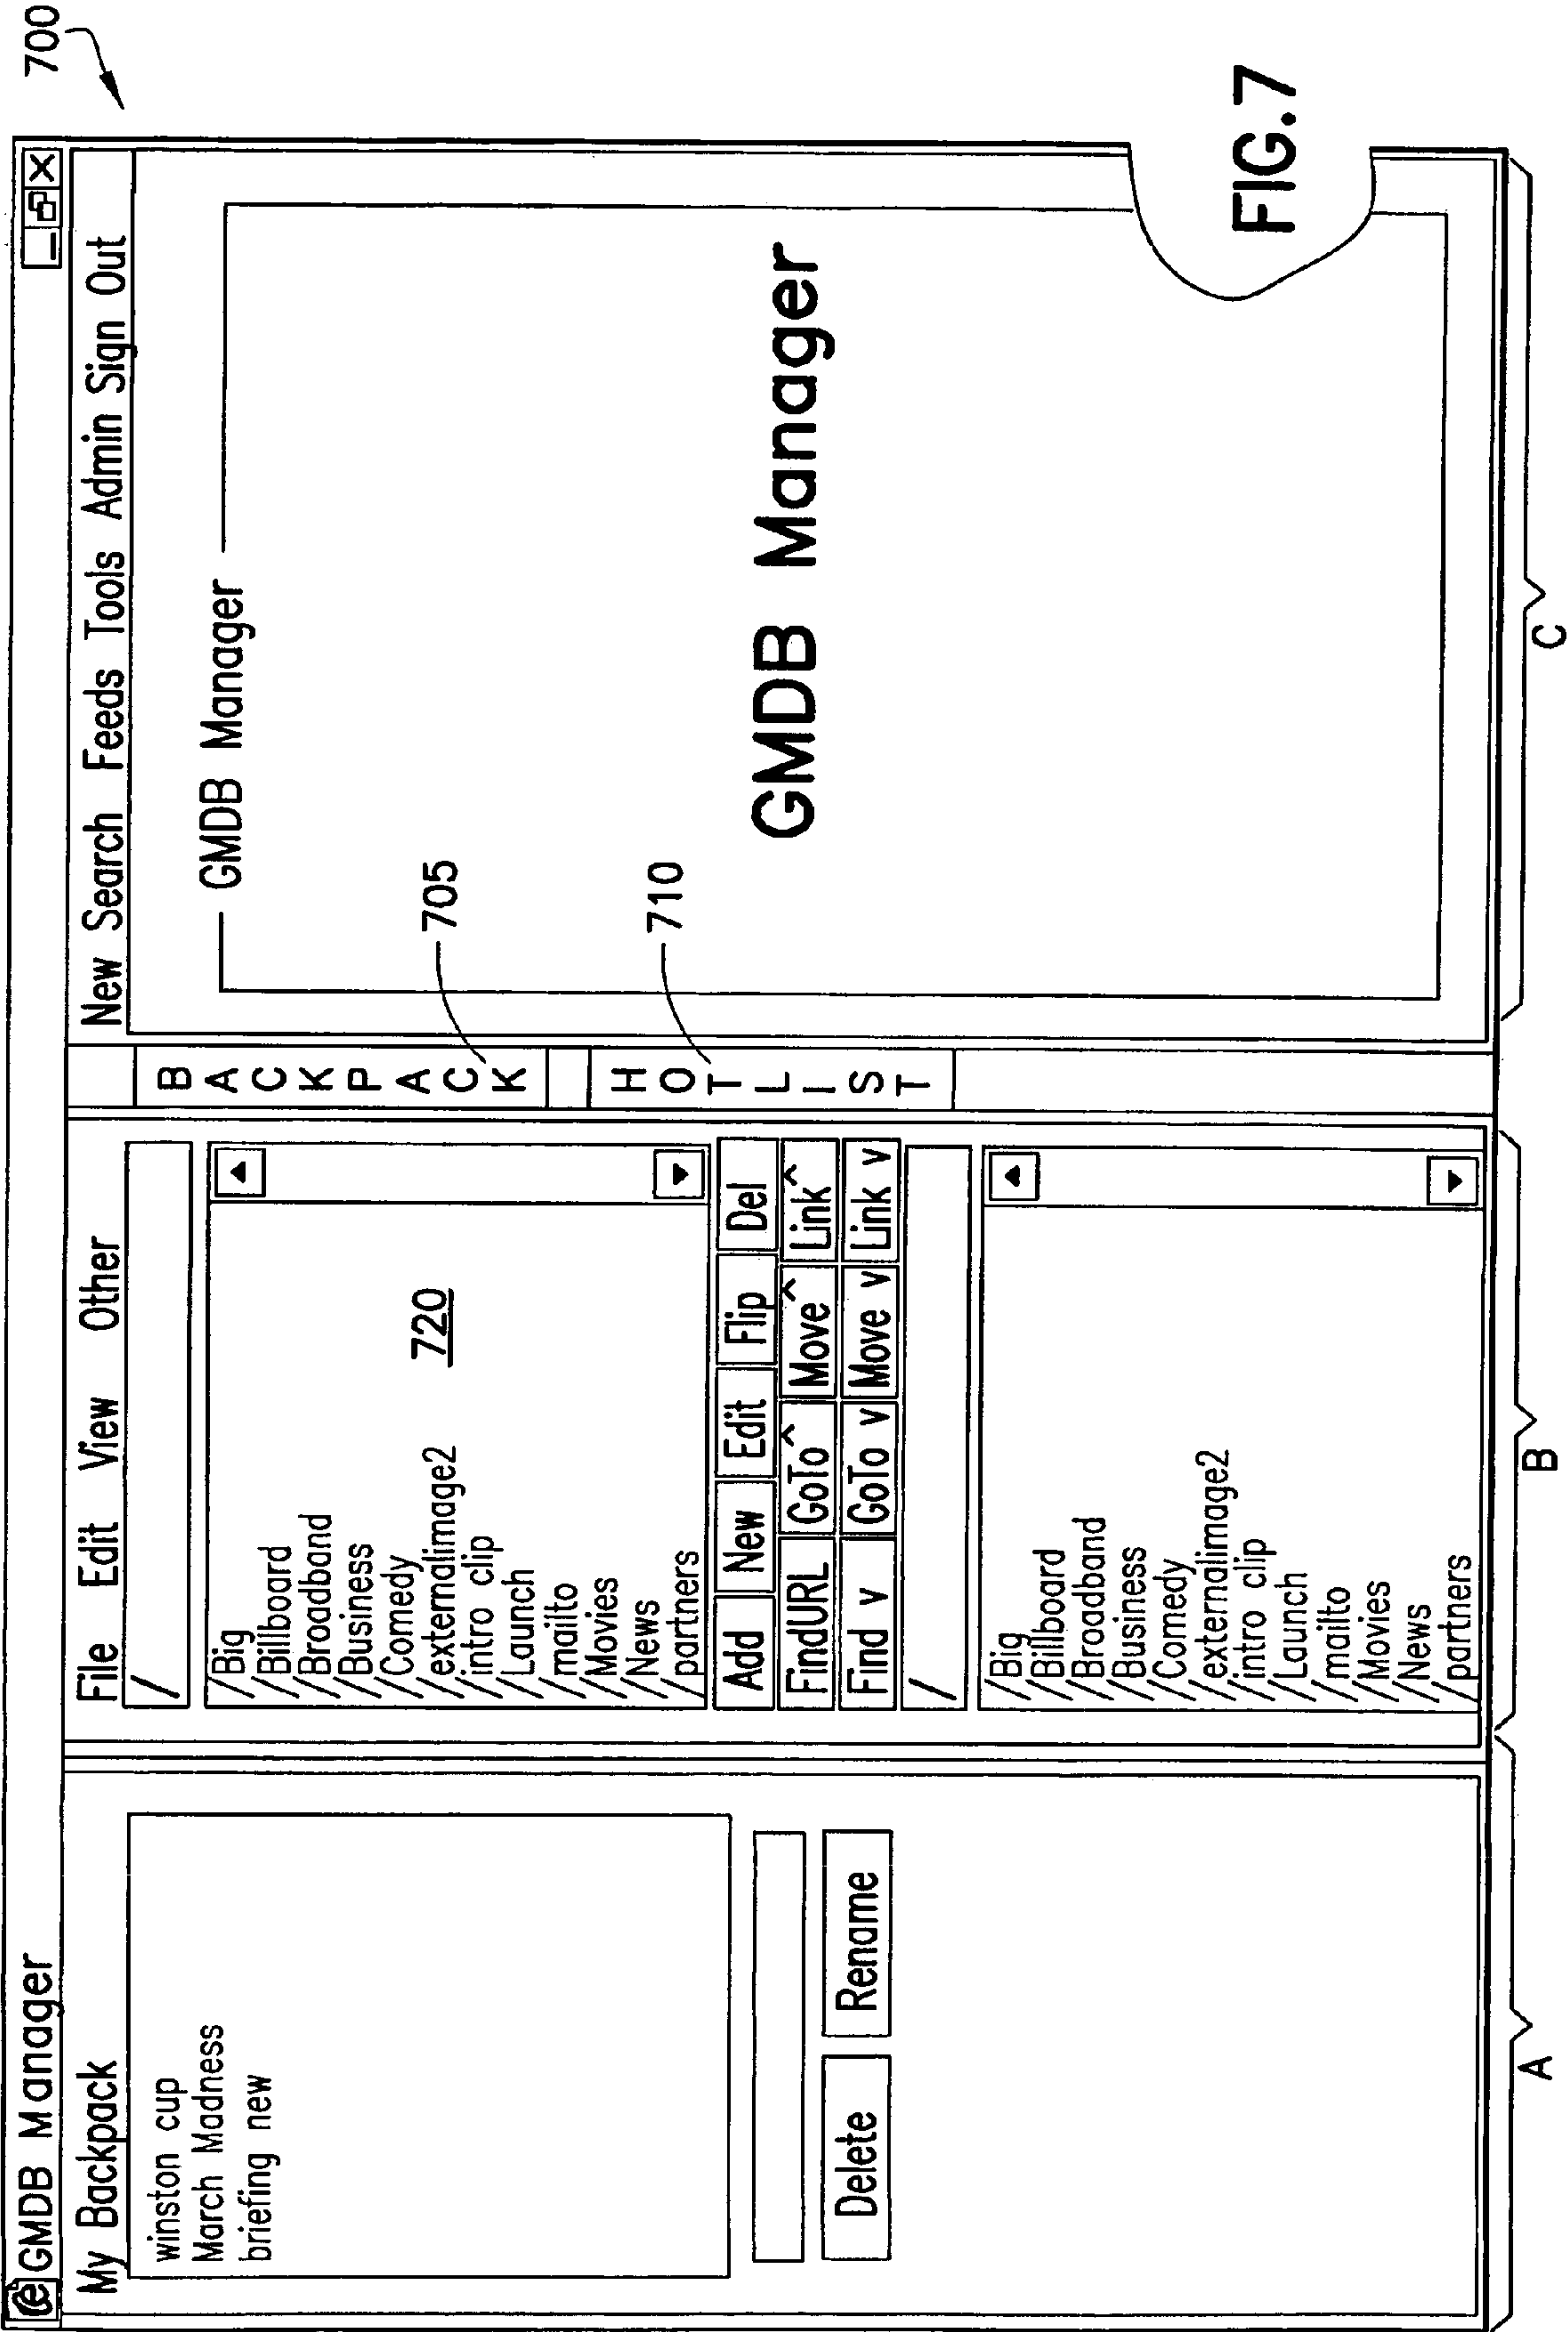 700
GMDB Manager
_ X
My Backpack
winston cup
March Madness
briefing new
Delete Rename
File Edit View Other
/
/Big
/Billboard
/Broadband
/Business
/Comedy
/externalimage2
/intro clip
/Launch
/mailto
/Movies
/News
/partners
720
Add New Edit Flip Del
FindURL GoTo ^ Move ^ Link ^
Find v GoTo v Move v Link v
/
/Big
/Billboard
/Broadband
/Business
/Comedy
/externalimage2
/intro clip
/Launch
/mailto
/Movies
/News
/partners
BACKPACK
705
HOTLIST
710
New Search Feeds Tools Admin Sign Out
GMDB Manager
GMDB Manager
A
B
C
FIG.7